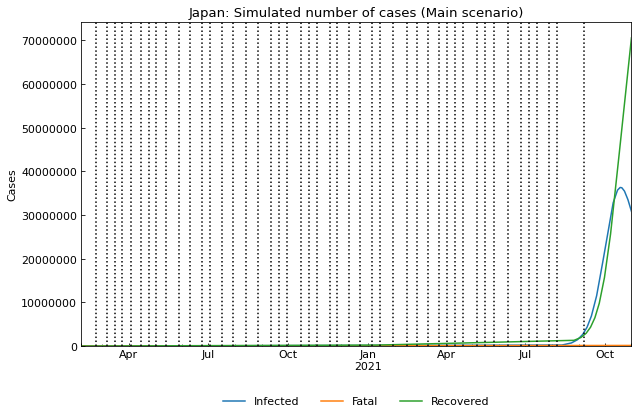 Japan: Simulated number of cases (Main scenario)
Cases
70000000
60000000
50000000
40000000
30000000
20000000
10000000
0
Apr Jul Oct Jan Apr Jul Oct
2021
Infected Fatal Recovered